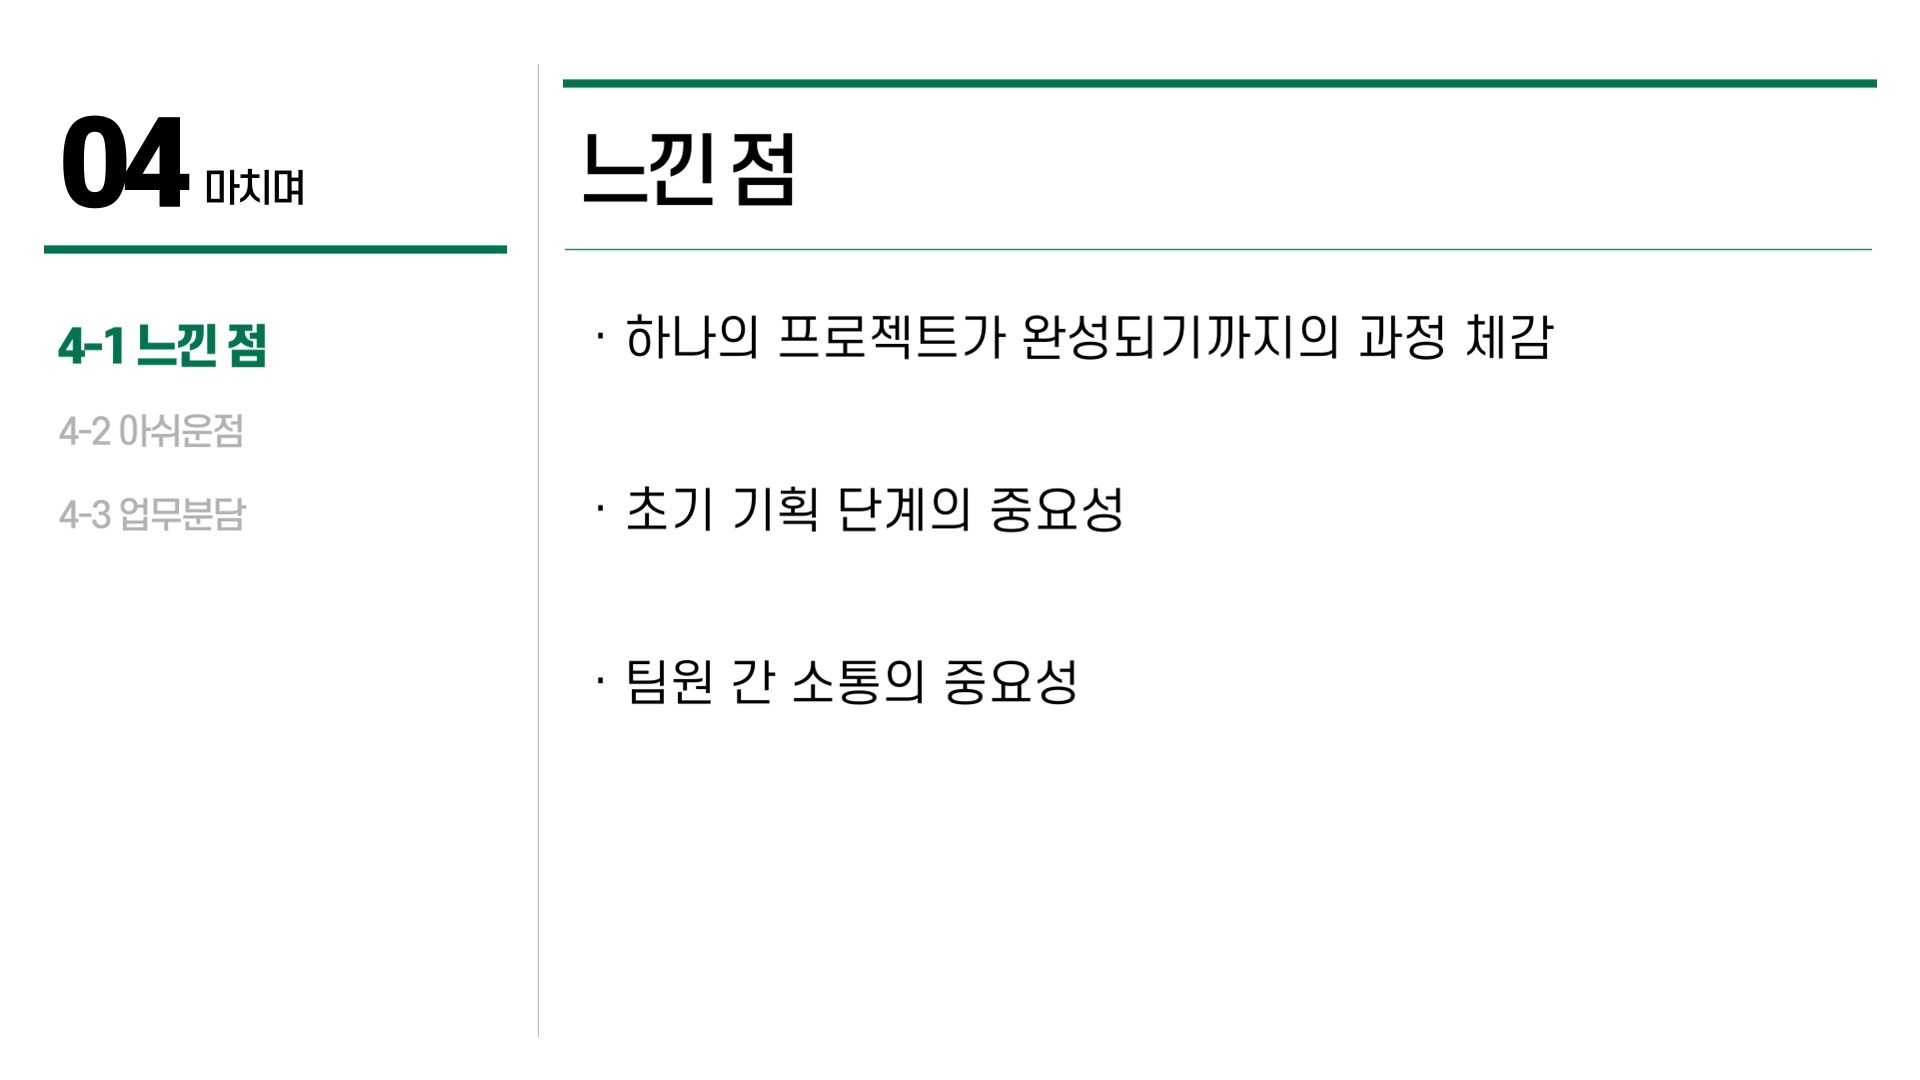 04 마치며
4-1 느낀 점
4-2 아쉬운점
4-3 업무분담
느낀 점
· 하나의 프로젝트가 완성되기까지의 과정 체감
· 초기 기획 단계의 중요성
· 팀원 간 소통의 중요성